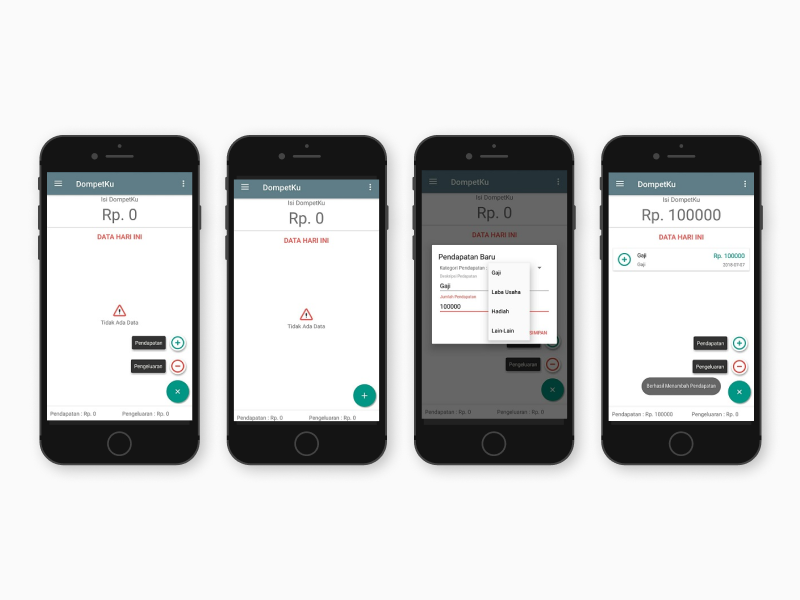 DompetKu
Isi DompetKu
Rp. 0
DATA HARI INI
Tidak Ada Data
Pendapatan
Pengeluaran
Pendapatan : Rp. 0 Pengeluaran : Rp. 0
DompetKu
Isi DompetKu
Rp. 0
DATA HARI INI
Tidak Ada Data
Pendapatan : Rp. 0 Pengeluaran : Rp. 0
DompetKu
Isi DompetKu
Rp. 0
DATA HARI INI
Pendapatan Baru
Kategori Pendapatan :
Gaji
Laba Usaha
Hadiah
Lain-Lain
Gaji
Jumlah Pendapatan
100000
Pengeluaran
Pendapatan : Rp. 0 Pengeluaran : Rp. 0
DompetKu
Isi DompetKu
Rp. 100000
DATA HARI INI
Gaji Rp. 100000
Gaji 2018-07-07
Pendapatan
Pengeluaran
Berhasil Menambah Pendapatan
Pendapatan : Rp. 100000 Pengeluaran : Rp. 0